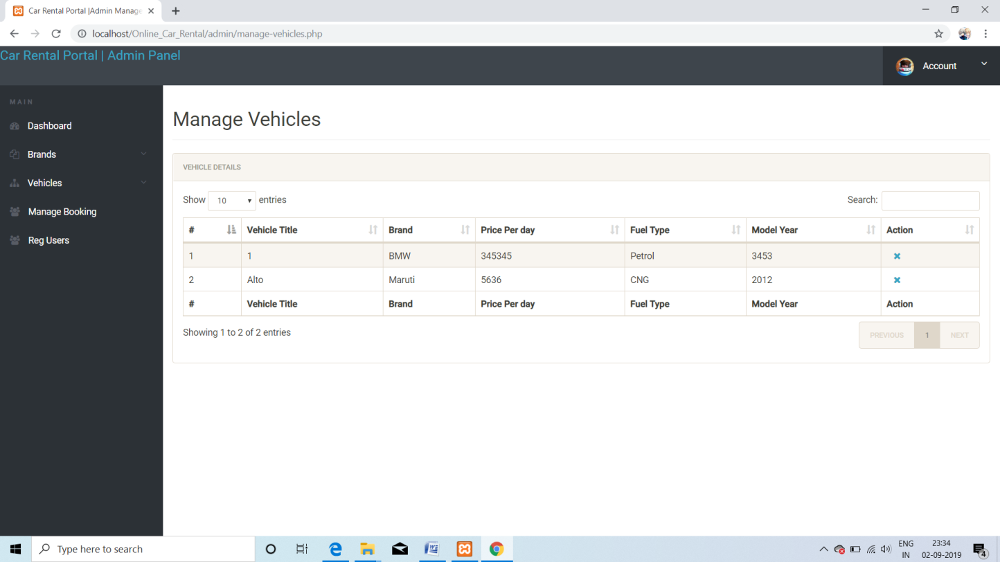 Car Rental Portal |Admin Manage
localhost/Online_Car_Rental/admin/manage-vehicles.php
Car Rental Portal | Admin Panel
Account
MAIN
Dashboard
Brands
Vehicles
Manage Booking
Reg Users
Manage Vehicles
VEHICLE DETAILS
Show 10 entries Search:
# Vehicle Title Brand Price Per day Fuel Type Model Year Action
1 1 BMW 345345 Petrol 3453
2 Alto Maruti 5636 CNG 2012
# Vehicle Title Brand Price Per day Fuel Type Model Year Action
Showing 1 to 2 of 2 entries PREVIOUS 1 NEXT
Type here to search
ENG 23:34
IN 02-09-2019
4